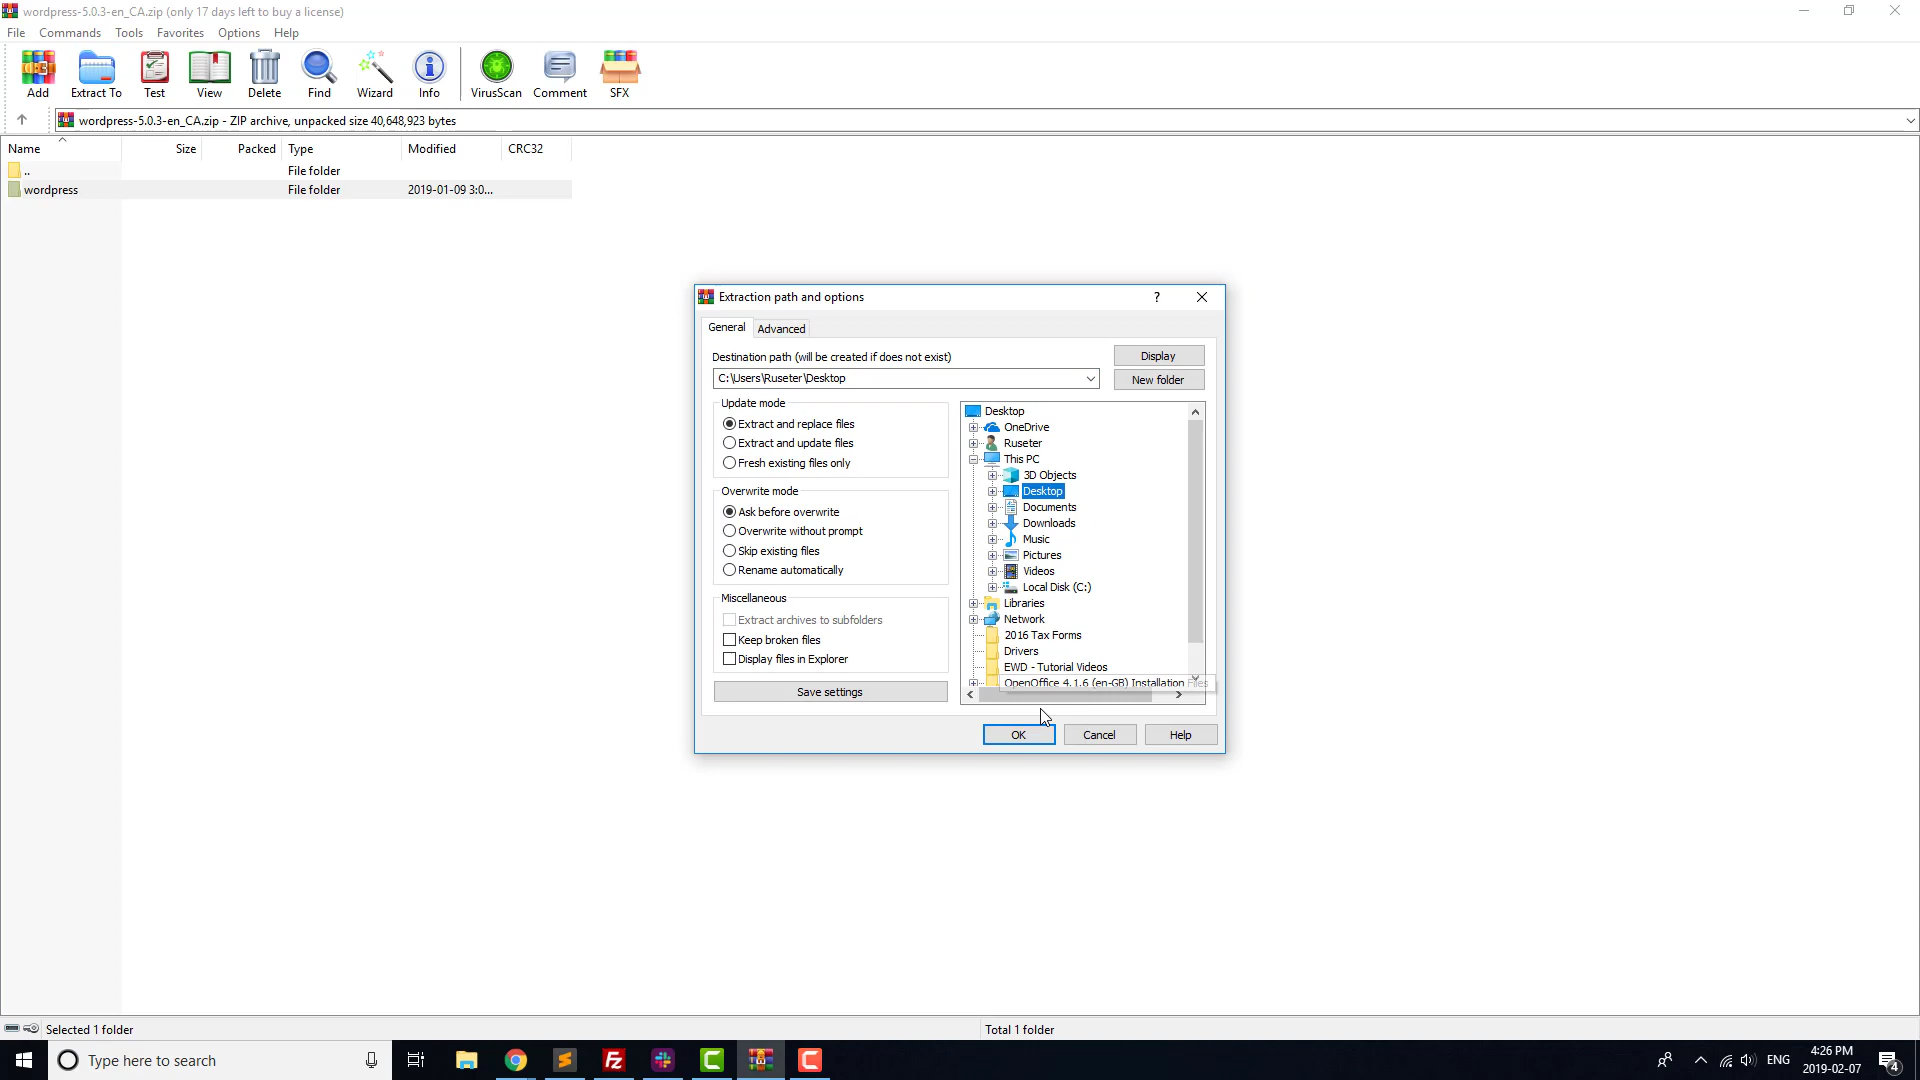 wordpress-5.0.3-en_CA.zip (only 17 days left to buy a license)
File Commands Tools Favorites Options Help
Add Extract To Test View Delete Find Wizard Info VirusScan Comment SFX
wordpress-5.0.3-en_CA.zip - ZIP archive, unpacked size 40,648,923 bytes
Name Size Packed Type Modified CRC32
.. File folder
wordpress File folder 2019-01-09 3:0...
Extraction path and options ?
General Advanced
Destination path (will be created if does not exist)
Display
C:\Users\Ruseter\Desktop
New folder
Update mode
Extract and replace files
Extract and update files
Fresh existing files only
Overwrite mode
Ask before overwrite
Overwrite without prompt
Skip existing files
Rename automatically
Miscellaneous
Extract archives to subfolders
Keep broken files
Display files in Explorer
Save settings
Desktop
OneDrive
Ruseter
This PC
3D Objects
Desktop
Documents
Downloads
Music
Pictures
Videos
Local Disk (C:)
Libraries
Network
2016 Tax Forms
Drivers
EWD - Tutorial Videos
OpenOffice 4.1.6 (en-GB) Installation Files
OK Cancel Help
Selected 1 folder
Total 1 folder
Type here to search
ENG
4:26 PM
2019-02-07
4